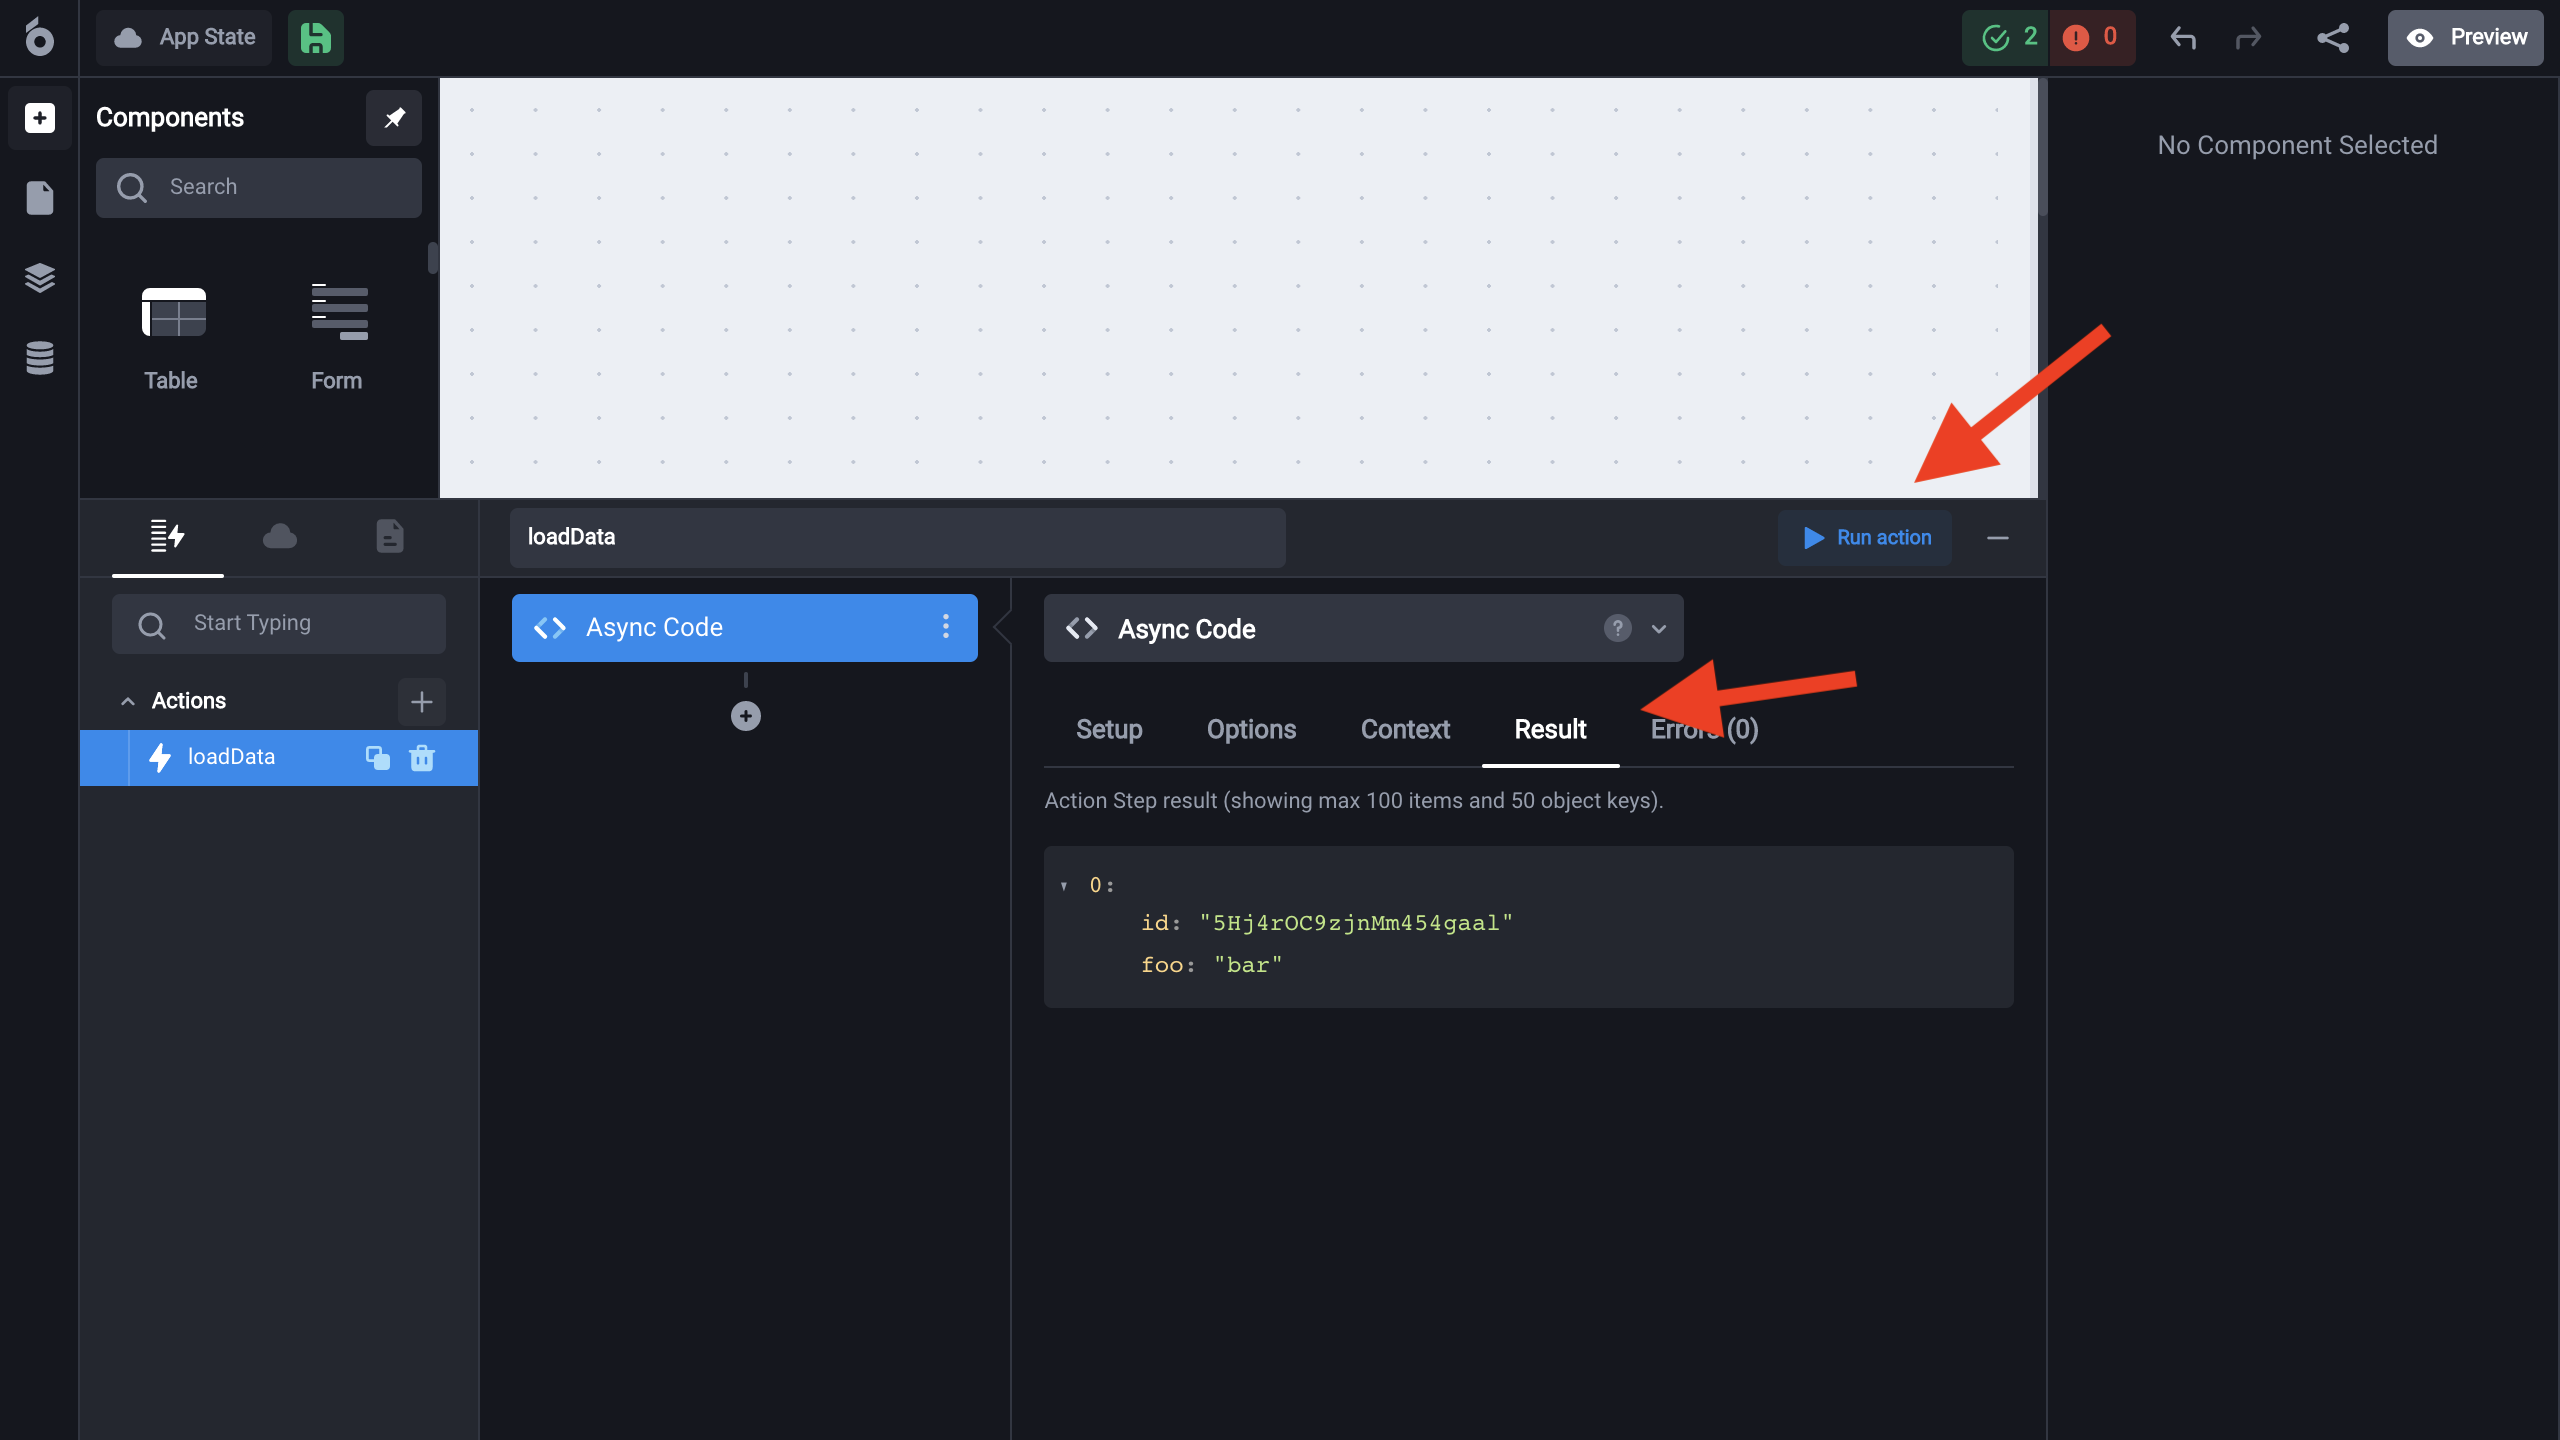 App State
2
0
Preview
Components
Search
Table
Form
No Component Selected
loadData
Run action
Start Typing
Actions
loadData
Async Code
Async Code
?
Setup
Options
Context
Result
Errors (0)
Action Step result (showing max 100 items and 50 object keys).
0:
id: "5Hj4rOC9zjnMm454gaal"
foo: "bar"